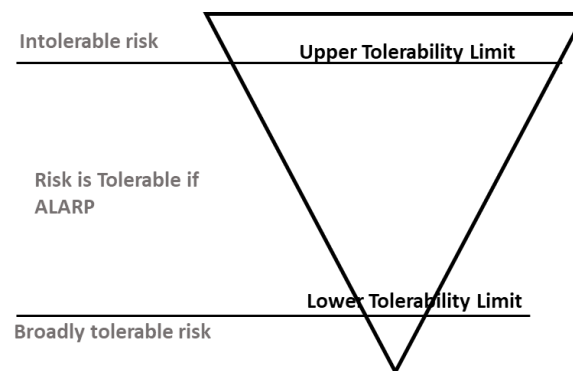 Intolerable risk
Upper Tolerability Limit
Risk is Tolerable if
ALARP
Lower Tolerability Limit
Broadly tolerable risk